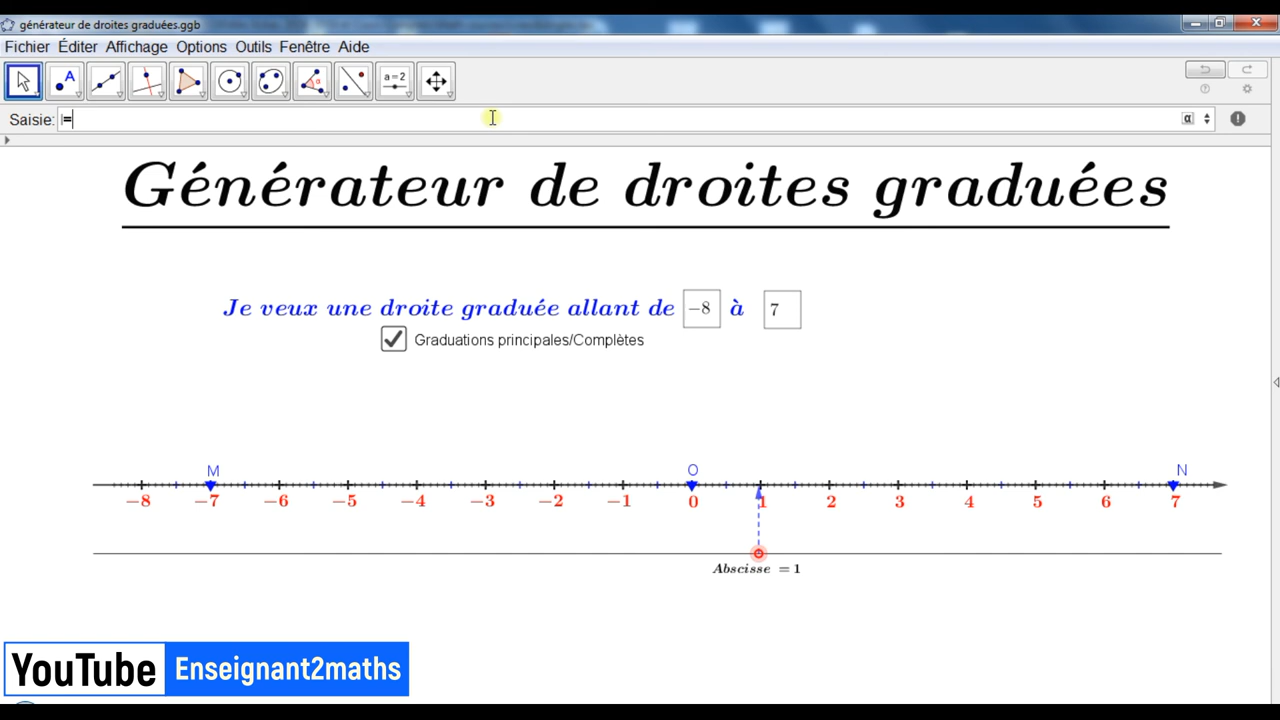 générateur de droites graduées.ggb
Fichier Éditer Affichage Options Outils Fenêtre Aide
A a=2
Saisie: |= α
Générateur de droites graduées
Je veux une droite graduée allant de −8 à 7
Graduations principales/Complètes
M O N
−8 −7 −6 −5 −4 −3 −2 −1 0 1 2 3 4 5 6 7
Abscisse = 1
YouTube Enseignant2maths